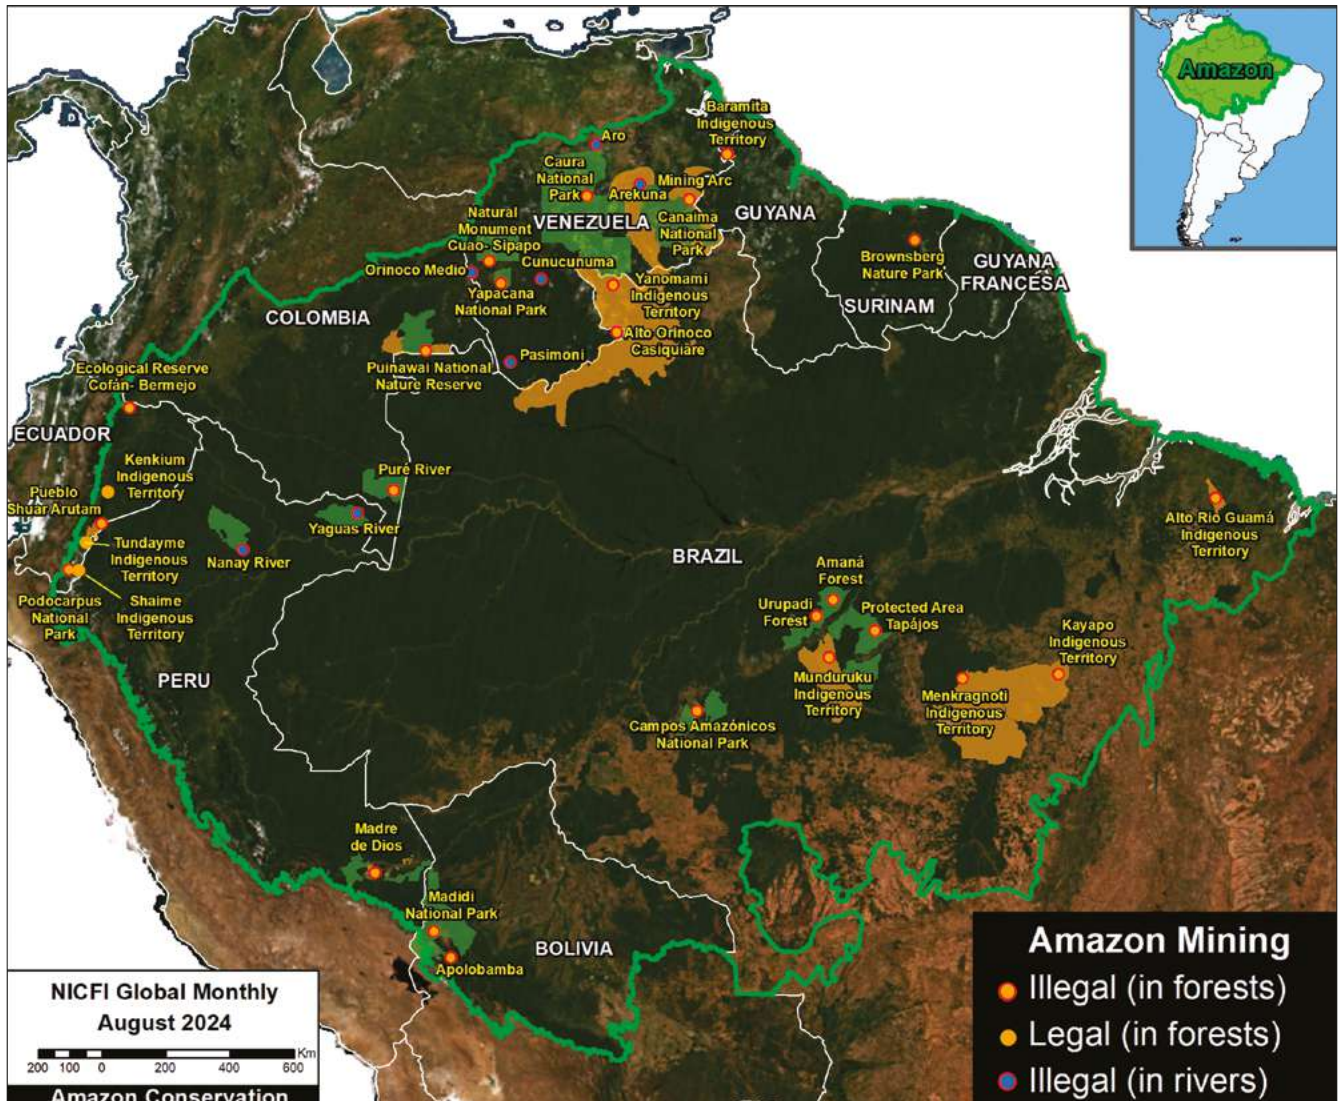 Amazon
Baramita
Indigenous
Territory
Aro
Caura
National
Park
Arekuna
Mining Arc
Canaima
National
Park
VENEZUELA
GUYANA
Natural
Monument
Cuao- Sipapo
Orinoco Medio
Cunucunuma
Yapacana
National Park
Yanomami
Indigenous
Territory
Alto Orinoco
Casiquiare
Brownsberg
Nature Park
SURINAM
GUYANA
FRANCESA
COLOMBIA
Puinawai National
Nature Reserve
Pasimoni
Ecological Reserve
Cofán- Bermejo
ECUADOR
Kenkium
Indigenous
Territory
Pueblo
Shuar Arutam
Tundayme
Indigenous
Territory
Podocarpus
National
Park
Shaime
Indigenous
Territory
Nanay River
Puré River
Yaguas River
BRAZIL
Alto Rio Guamá
Indigenous
Territory
Amaná
Forest
Urupadi
Forest
Protected Area
Tapájos
Kayapo
Indigenous
Territory
Munduruku
Indigenous
Territory
Menkragnoti
Indigenous
Territory
Campos Amazónicos
National Park
PERU
Madre
de Dios
Madidi
National Park
Apolobamba
BOLIVIA
NICFI Global Monthly
August 2024
200 100 0 200 400 600 Km
Amazon Conservation
Amazon Mining
Illegal (in forests)
Legal (in forests)
Illegal (in rivers)